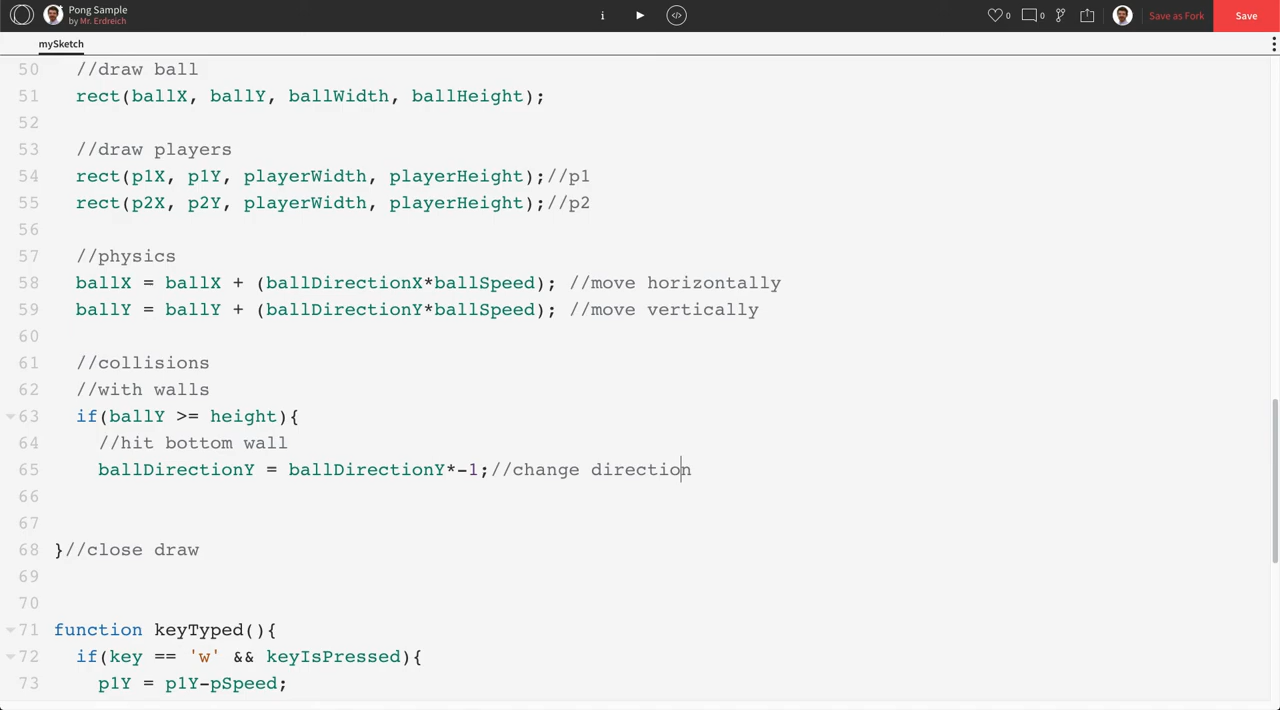 Pong Sample
by Mr. Erdreich
i
0
0
Save as Fork
Save
mySketch
50 //draw ball
51 rect(ballX, ballY, ballWidth, ballHeight);
52
53 //draw players
54 rect(p1X, p1Y, playerWidth, playerHeight);//p1
55 rect(p2X, p2Y, playerWidth, playerHeight);//p2
56
57 //physics
58 ballX = ballX + (ballDirectionX*ballSpeed); //move horizontally
59 ballY = ballY + (ballDirectionY*ballSpeed); //move vertically
60
61 //collisions
62 //with walls
63 if(ballY >= height){
64 //hit bottom wall
65 ballDirectionY = ballDirectionY*-1;//change direction
66
67
68 }//close draw
69
70
71 function keyTyped(){
72 if(key == 'w' && keyIsPressed){
73 p1Y = p1Y-pSpeed;